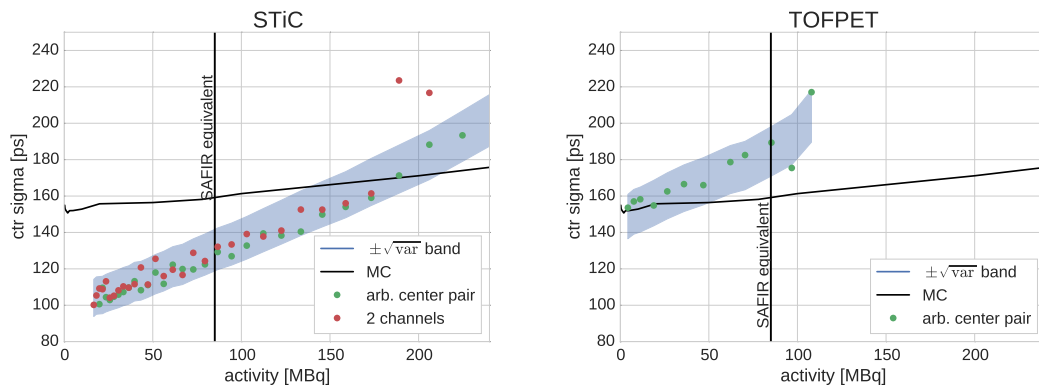 STiC
240
220
200
180
160
140
120
100
80
ctr sigma [ps]
0
50
100
150
200
activity [MBq]
SAFIR equivalent
±√var band
MC
arb. center pair
2 channels
TOFPET
240
220
200
180
160
140
120
100
80
ctr sigma [ps]
0
50
100
150
200
activity [MBq]
SAFIR equivalent
±√var band
MC
arb. center pair